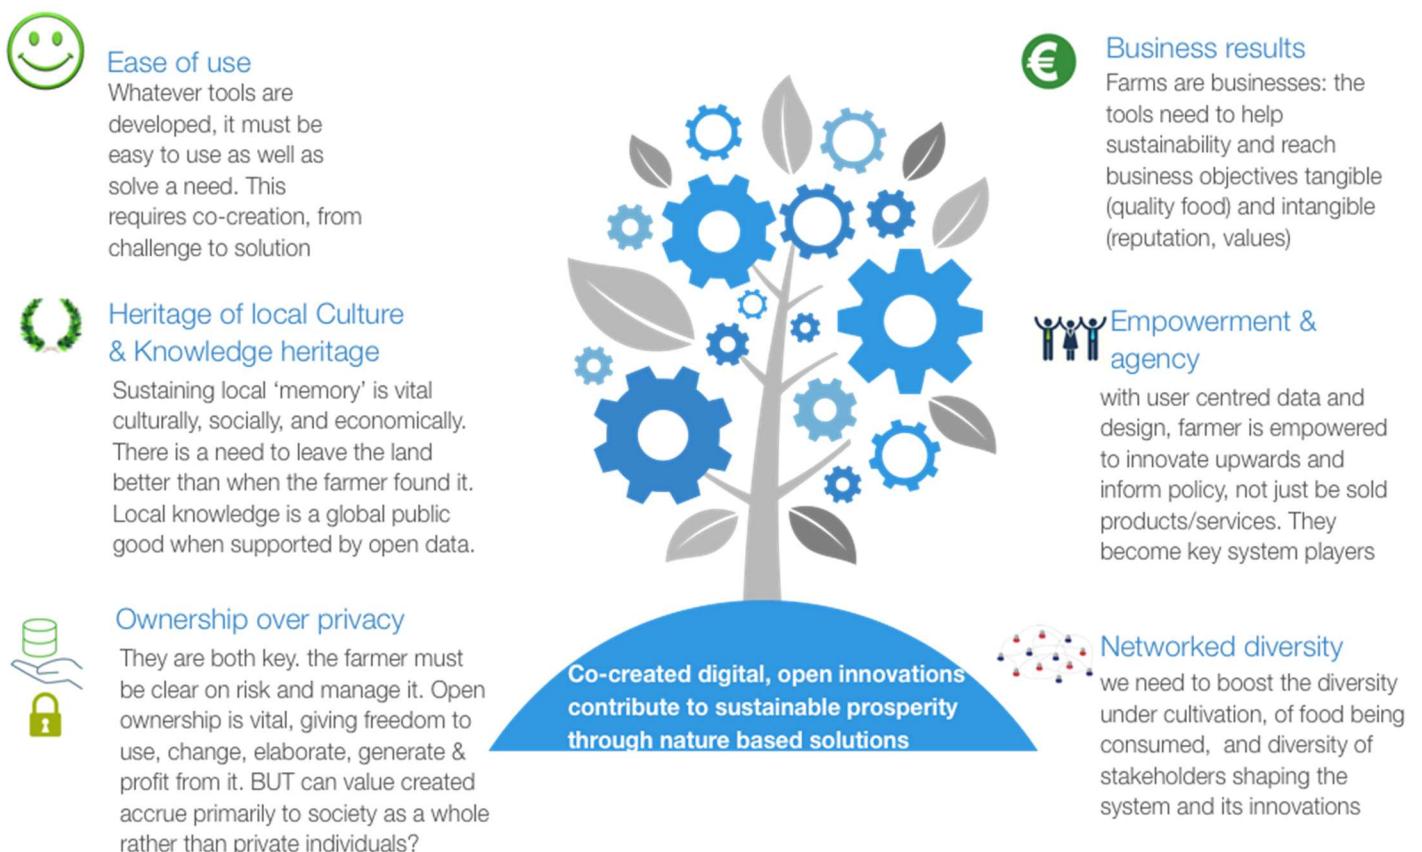 Ease of use
Whatever tools are
developed, it must be
easy to use as well as
solve a need. This
requires co-creation, from
challenge to solution
Heritage of local Culture
& Knowledge heritage
Sustaining local ‘memory’ is vital
culturally, socially, and economically.
There is a need to leave the land
better than when the farmer found it.
Local knowledge is a global public
good when supported by open data.
Ownership over privacy
They are both key. the farmer must
be clear on risk and manage it. Open
ownership is vital, giving freedom to
use, change, elaborate, generate &
profit from it. BUT can value created
accrue primarily to society as a whole
rather than private individuals?
Co-created digital, open innovations
contribute to sustainable prosperity
through nature based solutions
€
Business results
Farms are businesses: the
tools need to help
sustainability and reach
business objectives tangible
(quality food) and intangible
(reputation, values)
Empowerment &
agency
with user centred data and
design, farmer is empowered
to innovate upwards and
inform policy, not just be sold
products/services. They
become key system players
Networked diversity
we need to boost the diversity
under cultivation, of food being
consumed, and diversity of
stakeholders shaping the
system and its innovations